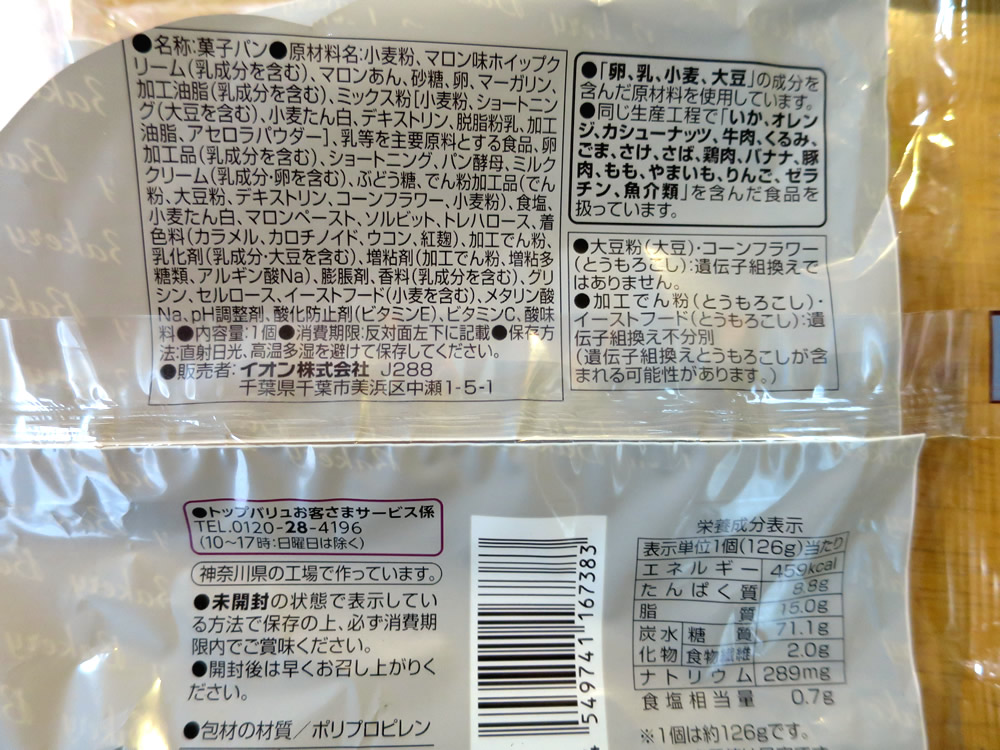 ●名称:菓子パン●原材料名:小麦粉、マロン味ホイップク
リーム(乳成分を含む)、マロンあん、砂糖、卵、マーガリン、
加工油脂(乳成分を含む)、ミックス粉[小麦粉、ショートニン
グ(大豆を含む)、小麦たん白、デキストリン、脱脂粉乳、加工
油脂、アセロラパウダー]、乳等を主要原料とする食品、卵
加工品(乳成分を含む)、ショートニング、パン酵母、ミルク
クリーム(乳成分・卵を含む)、ぶどう糖、でん粉加工品(でん
粉、大豆粉、デキストリン、コーンフラワー、小麦粉)、食塩、
小麦たん白、マロンペースト、ソルビット、トレハロース、着
色料(カラメル、カロチノイド、ウコン、紅麹)、加工でん粉、
乳化剤(乳成分・大豆を含む)、増粘剤(加工でん粉、増粘多
糖類、アルギン酸Na)、膨脹剤、香料(乳成分を含む)、グリ
シン、セルロース、イーストフード(小麦を含む)、メタリン酸
Na、pH調整剤、酸化防止剤(ビタミンE)、ビタミンC、酸味
料●内容量:1個●消費期限:反対面左下に記載●保存方
法:直射日光、高温多湿を避けて保存してください。
●販売者:イオン株式会社 J288
千葉県千葉市美浜区中瀬1-5-1
●「卵、乳、小麦、大豆」の成分を
含んだ原材料を使用しています。
●同じ生産工程で「いか、オレン
ジ、カシューナッツ、牛肉、くるみ、
ごま、さけ、さば、鶏肉、バナナ、豚
肉、もも、やまいも、りんご、ゼラ
チン、魚介類」を含んだ食品を
扱っています。
●大豆粉(大豆)・コーンフラワー
(とうもろこし):遺伝子組換えで
はありません。
●加工でん粉(とうもろこし)・
イーストフード(とうもろこし):遺
伝子組換え不分別
(遺伝子組換えとうもろこしが含
まれる可能性があります。)
●トップバリュお客さまサービス係
TEL.0120-28-4196
(10~17時:日曜日は除く)
神奈川県の工場で作っています。
●未開封の状態で表示してい
る方法で保存の上、必ず消費期
限内でご賞味ください。
●開封後は早くお召し上がりく
ださい。
●包材の材質/ポリプロピレン
5 49741 167383
栄養成分表示
表示単位1個(126g)当たり
エネルギー 459kcal
たんぱく質 8.8g
脂質 15.0g
炭水化物 糖質 71.1g
食物繊維 2.0g
ナトリウム 289mg
食塩相当量 0.7g
※1個は約126gです。